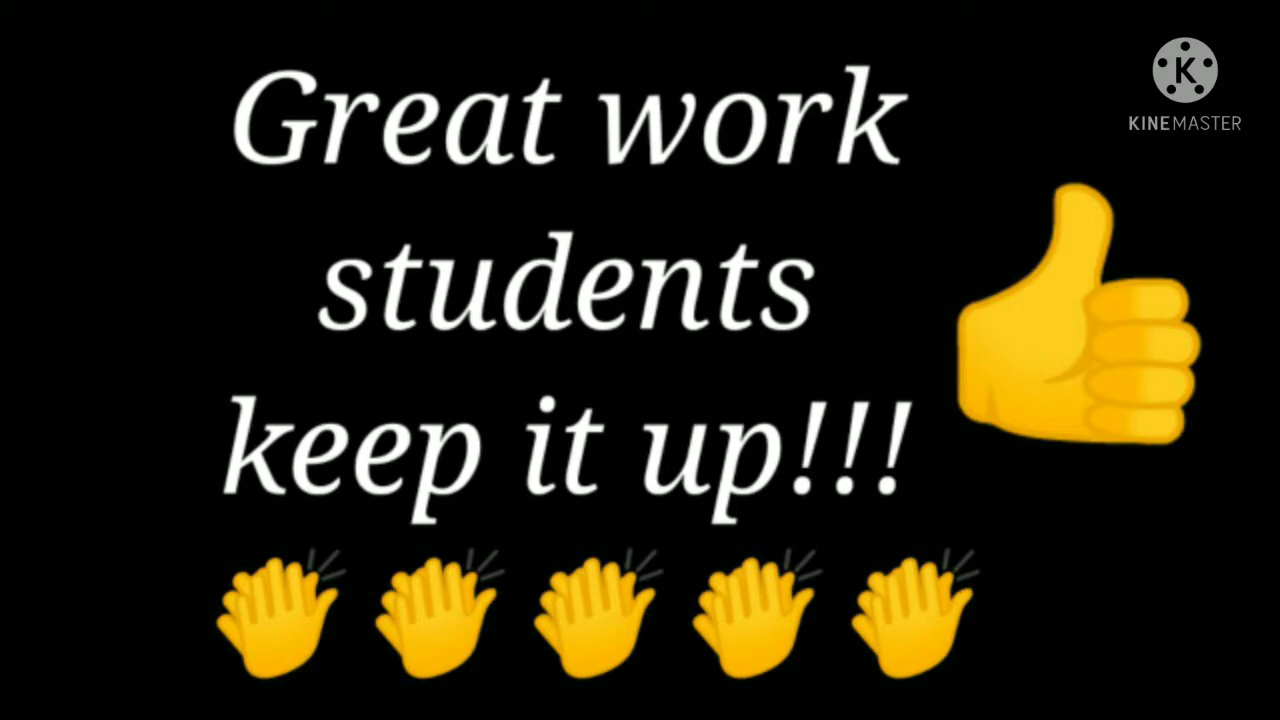 K
KINEMASTER
Great work
students
keep it up!!!
👏👏👏👏👏